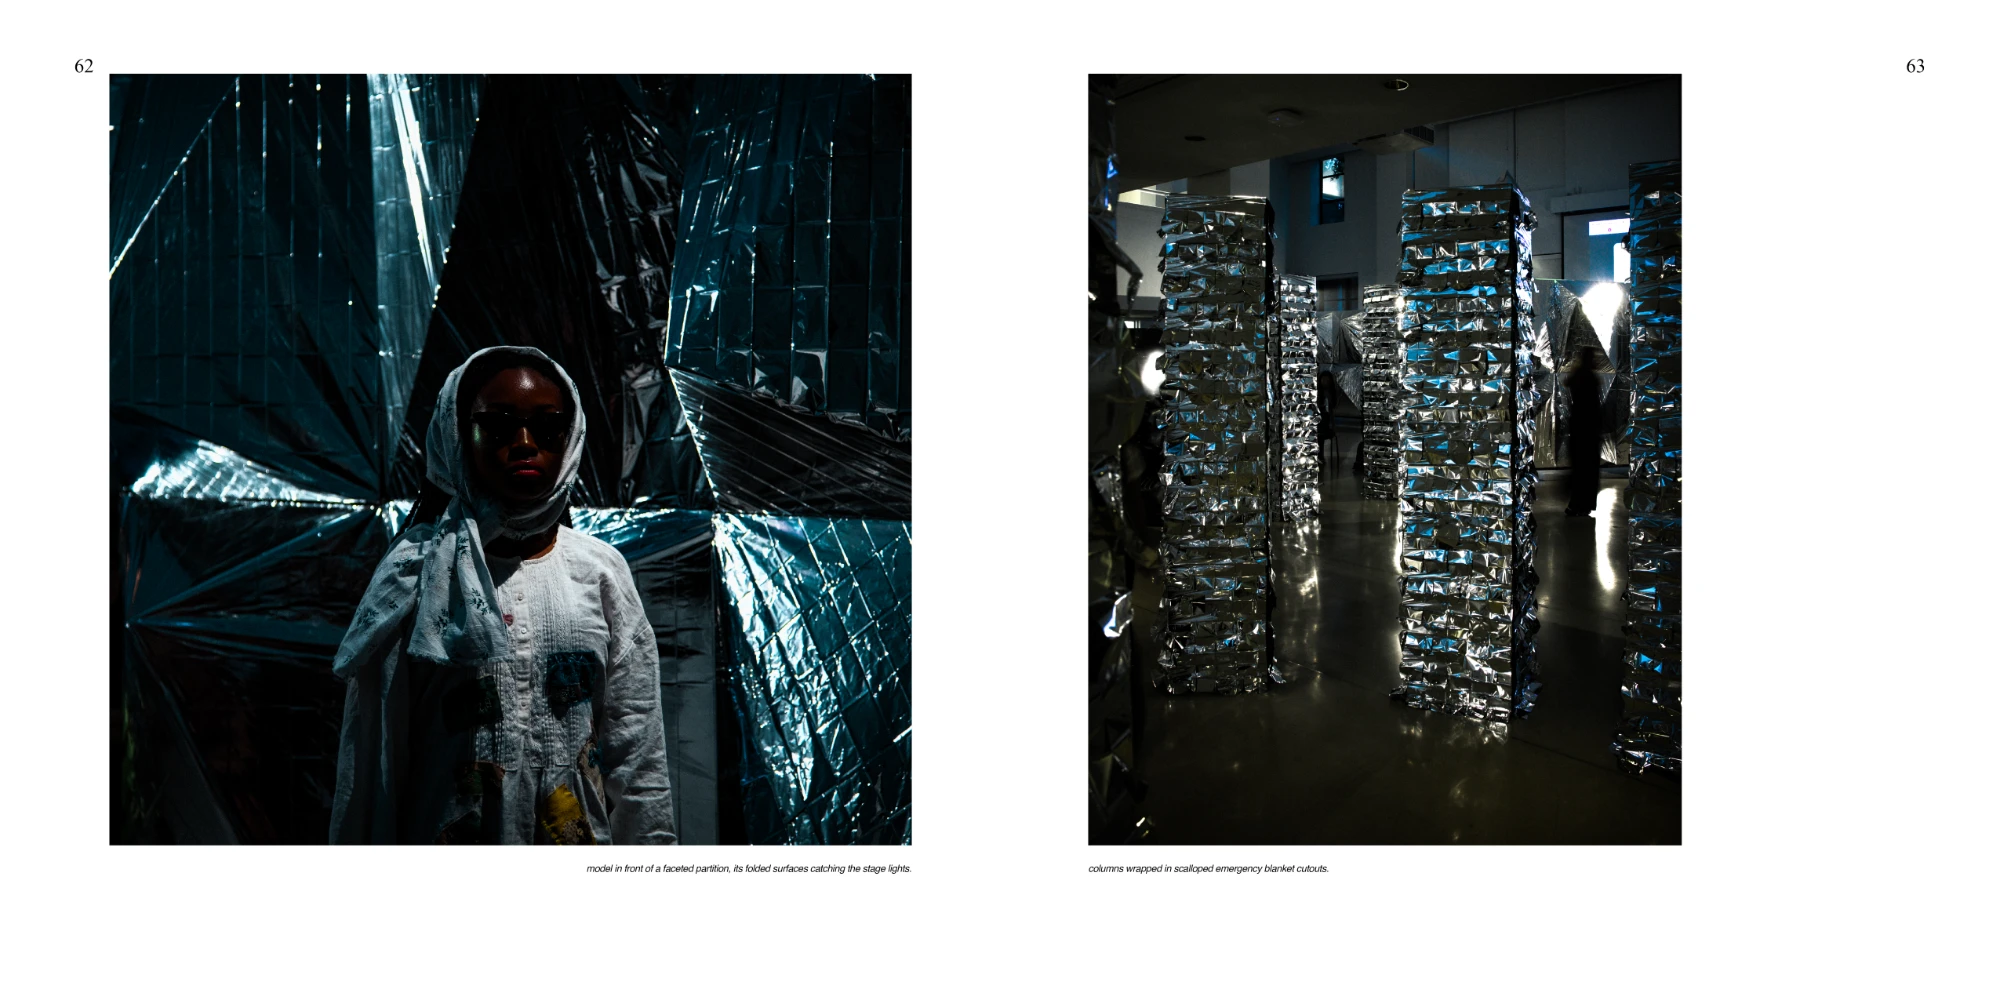 62
63
model in front of a faceted partition, its folded surfaces catching the stage lights.
columns wrapped in scalloped emergency blanket cutouts.